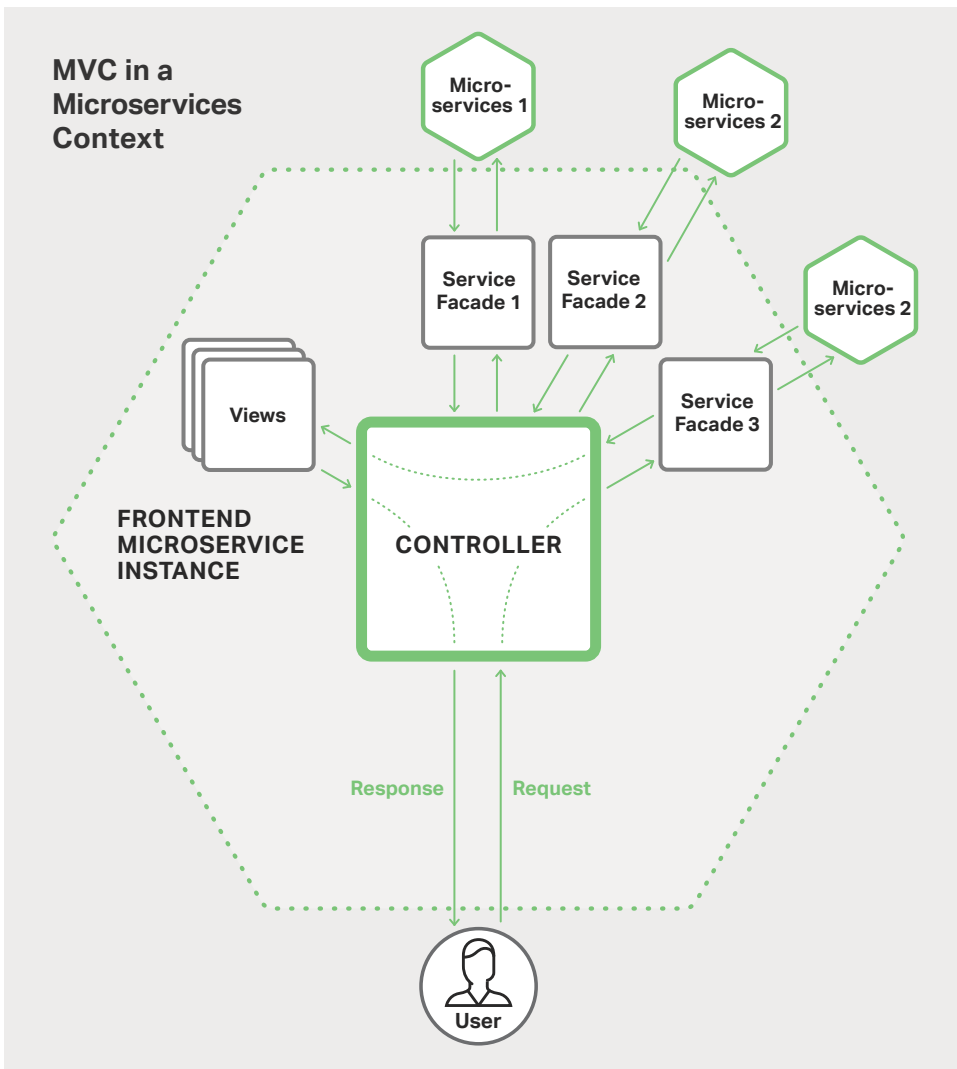 MVC in a
Microservices
Context
Micro-
services 1
Micro-
services 2
Micro-
services 2
Service
Facade 1
Service
Facade 2
Service
Facade 3
Views
FRONTEND
MICROSERVICE
INSTANCE
CONTROLLER
Response
Request
User